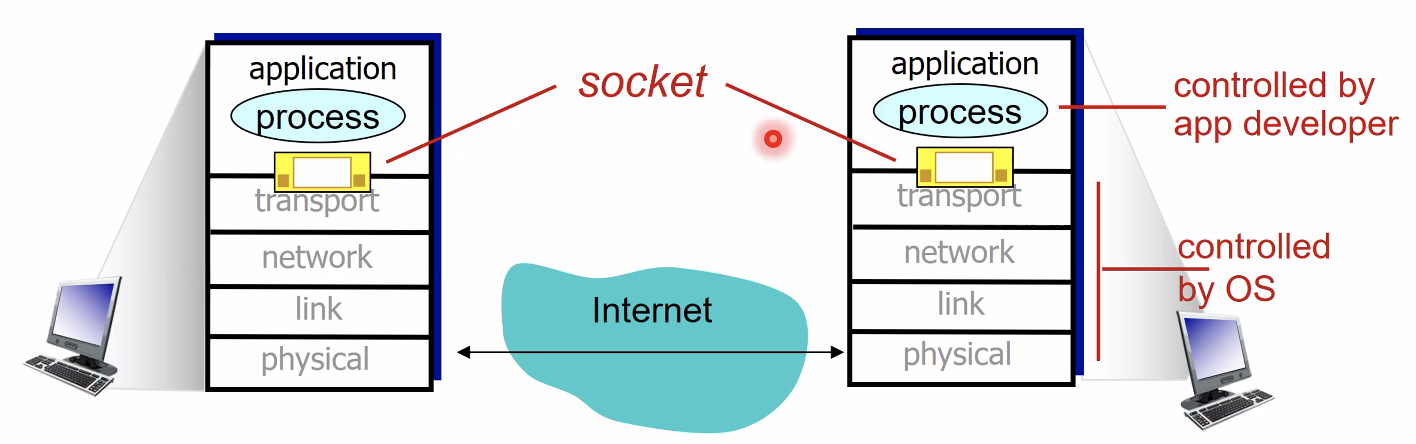 application
process
transport
network
link
physical
socket
Internet
application
process
transport
network
link
physical
controlled by
app developer
controlled
by OS